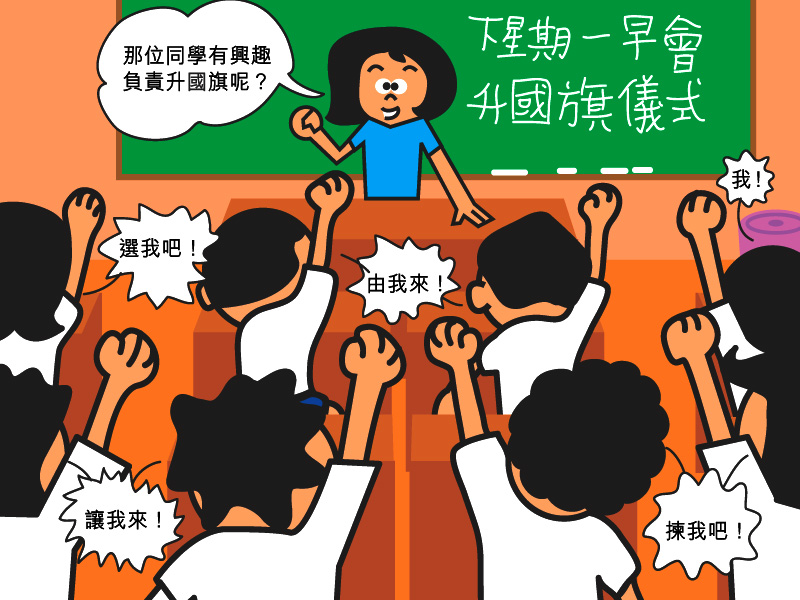 那位同學有興趣
負責升國旗呢？
下星期一早會
升國旗儀式
我！
選我吧！
由我來！
讓我來！
揀我吧！